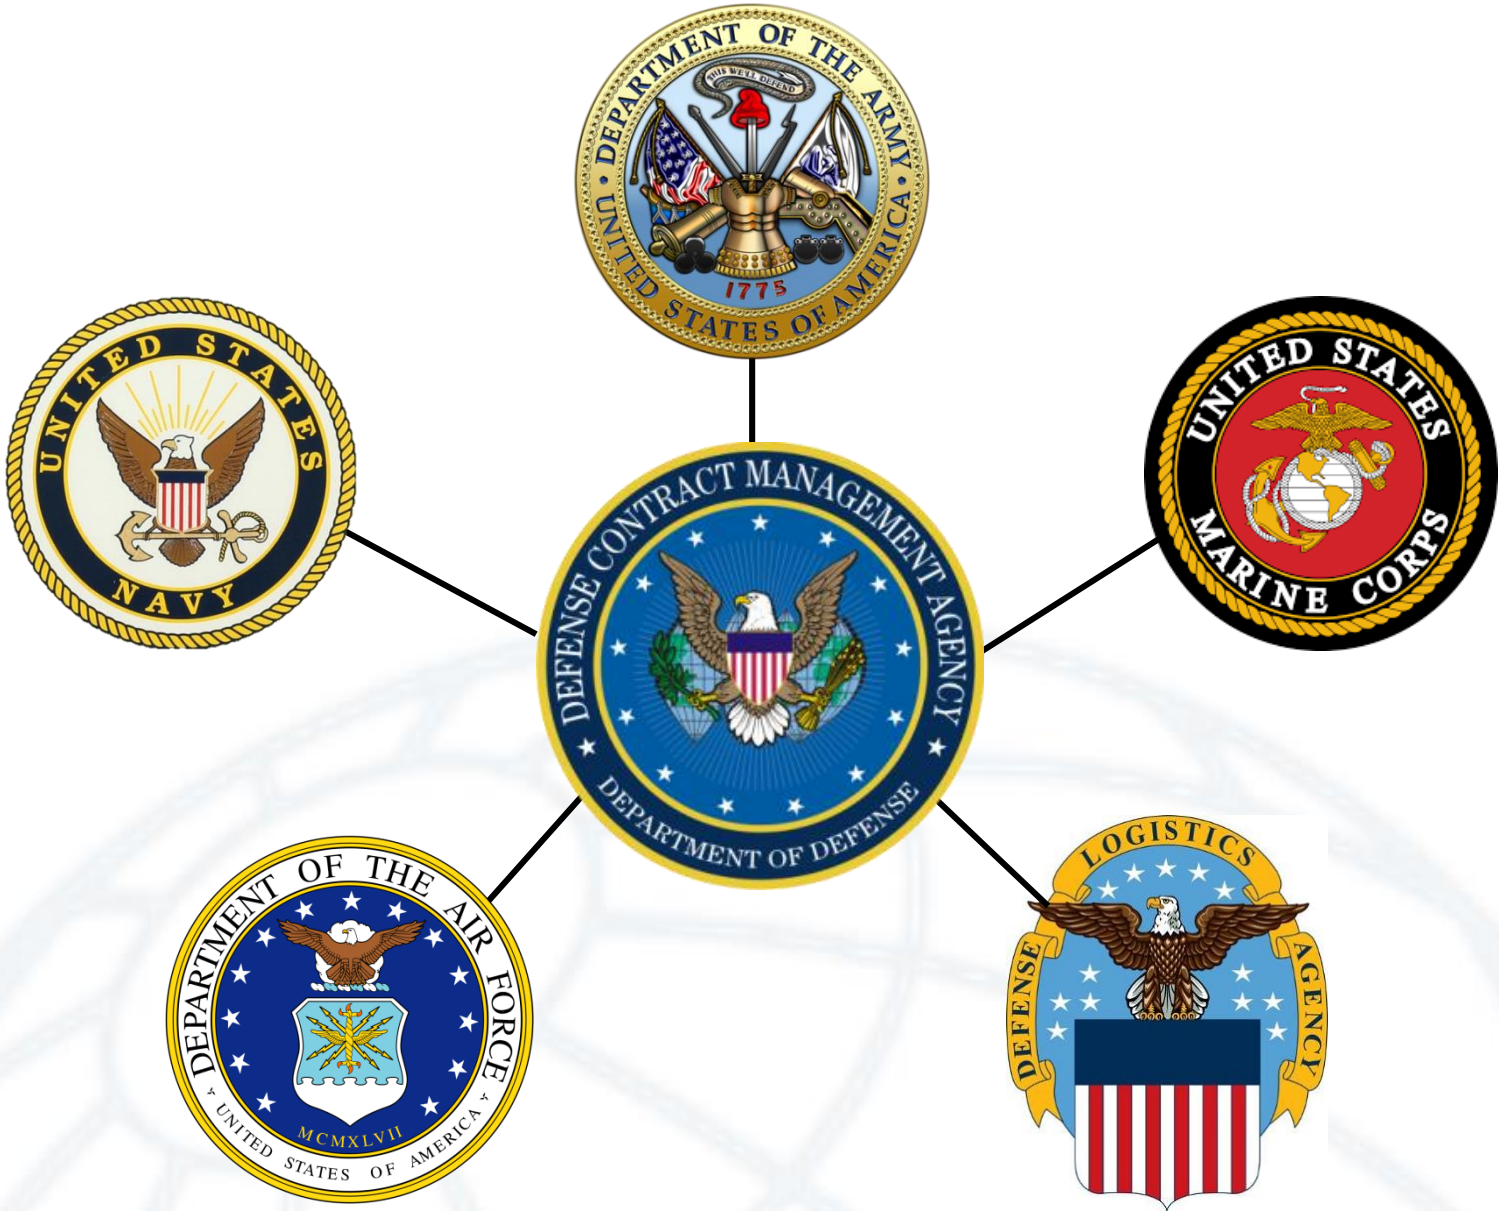 DEPARTMENT OF THE ARMY
THIS WE'LL DEFEND
1775
UNITED STATES OF AMERICA
UNITED STATES
NAVY
UNITED STATES
MARINE CORPS
DEFENSE CONTRACT MANAGEMENT AGENCY
DEPARTMENT OF DEFENSE
DEPARTMENT OF THE AIR FORCE
MCMXLVII
UNITED STATES OF AMERICA
DEFENSE
LOGISTICS
AGENCY